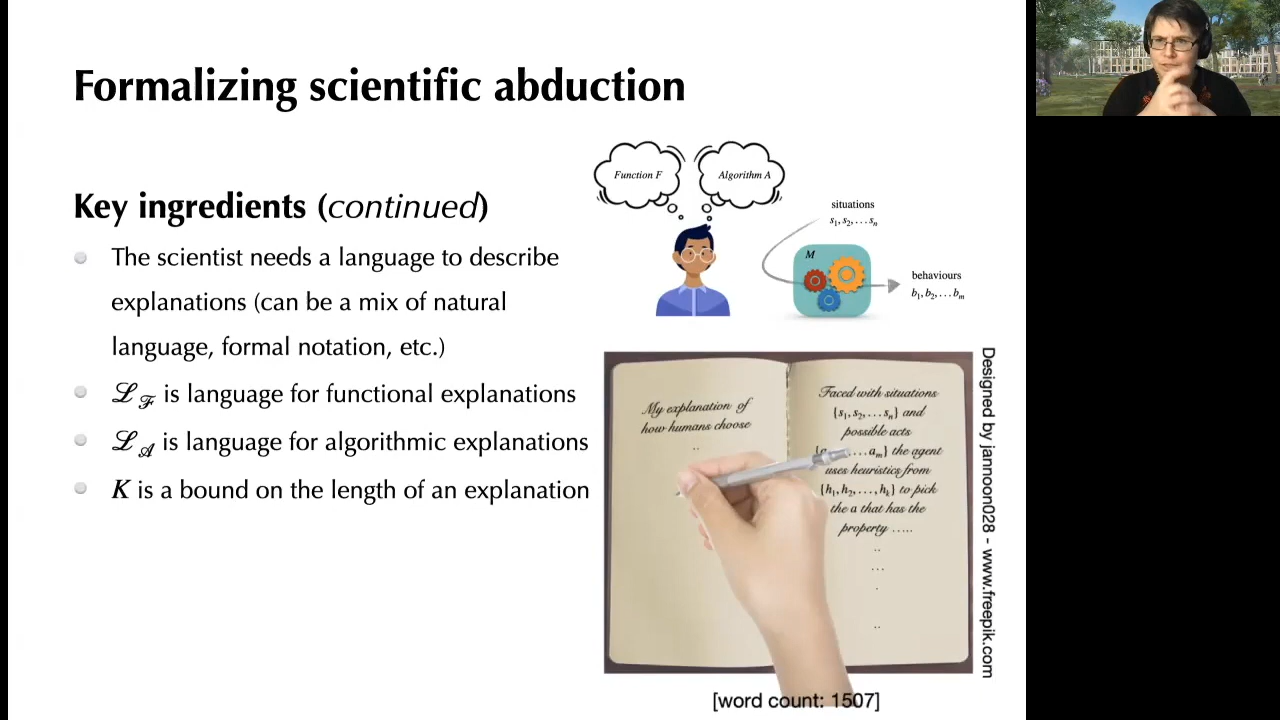 Formalizing scientific abduction
Key ingredients (continued)
The scientist needs a language to describe
explanations (can be a mix of natural
language, formal notation, etc.)
ℒ_ℱ is language for functional explanations
ℒ_𝒜 is language for algorithmic explanations
K is a bound on the length of an explanation
Function F
Algorithm A
situations
s₁, s₂, . . . sₙ
M
behaviours
b₁, b₂, . . . bₘ
My explanation of
how humans choose
..
Faced with situations
{s₁, s₂, . . . sₙ} and
possible acts
. . . aₘ} the agent
uses heuristics from
{h₁, h₂, . . . , hₖ} to pick
the a that has the
property …..
..
...
.
..
Designed by jannoon028 - www.freepik.com
[word count: 1507]